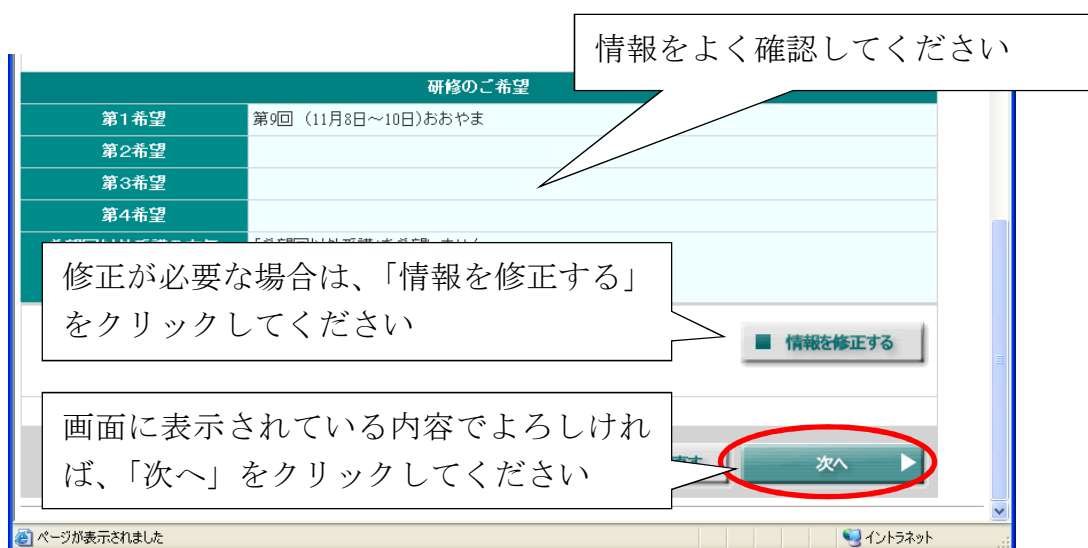 情報をよく確認してください
研修のご希望
第1希望 第9回 (11月8日～10日)おおやま
第2希望
第3希望
第4希望
修正が必要な場合は、「情報を修正する」
をクリックしてください
■ 情報を修正する
画面に表示されている内容でよろしけれ
ば、「次へ」をクリックしてください
次へ
ページが表示されました
イントラネット